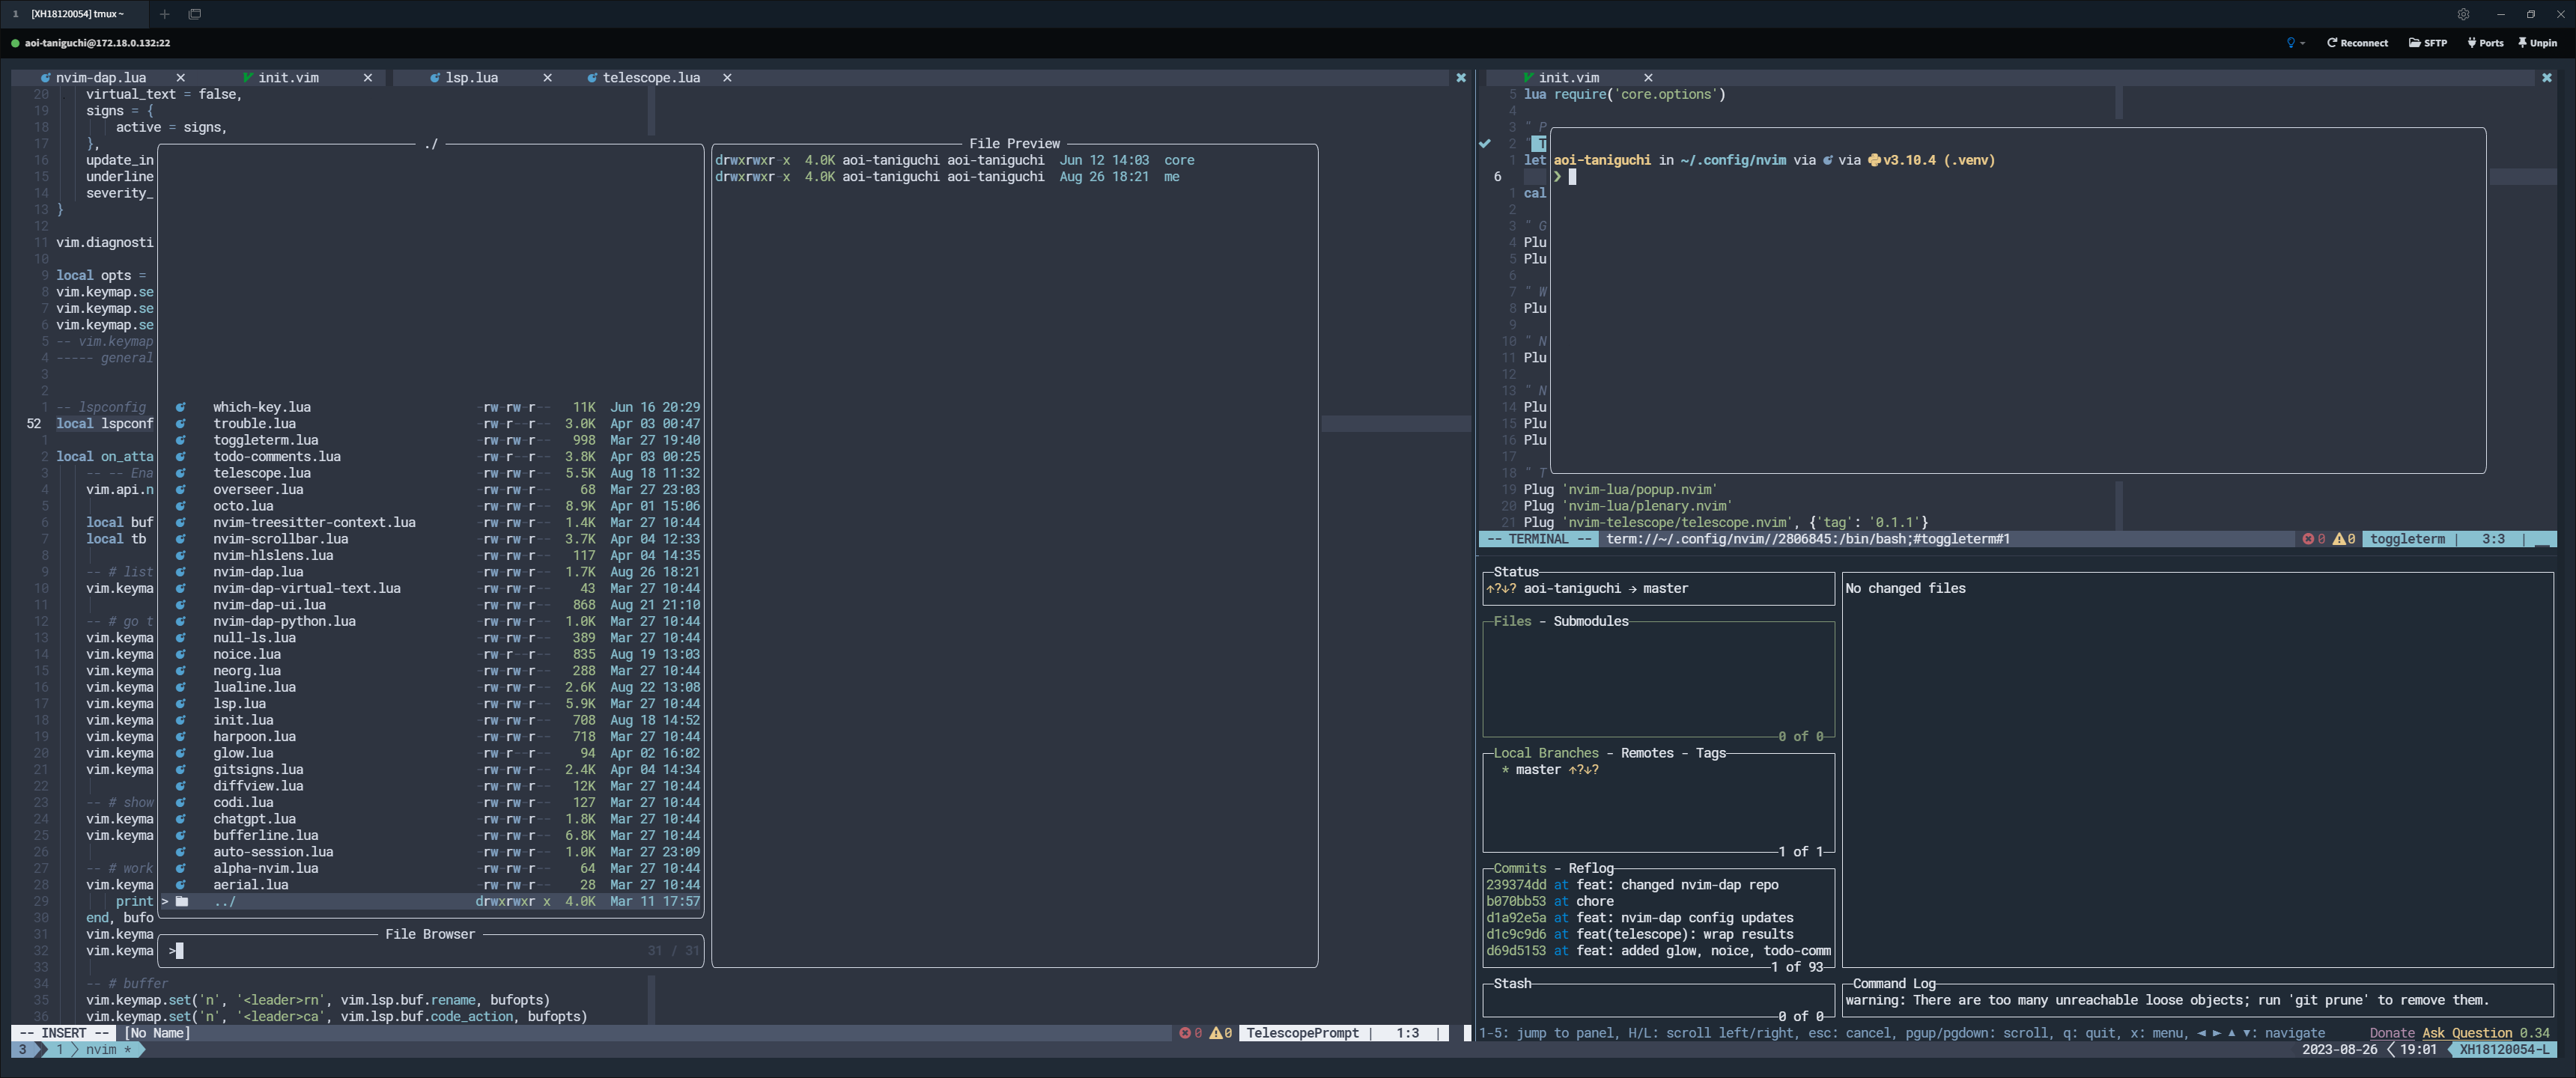 1 [XH18120054] tmux ~
aoi-taniguchi@172.18.0.132:22
Reconnect SFTP Ports Unpin
nvim-dap.lua init.vim lsp.lua telescope.lua
20 virtual_text = false,
19 signs = {
18 active = signs,
17 },
16 update_in
15 underline
14 severity_
13 }
12
11 vim.diagnosti
10
9 local opts =
8 vim.keymap.se
7 vim.keymap.se
6 vim.keymap.se
5 -- vim.keymap
4 ----- general
3
2
1 -- lspconfig
52 local lspconf
1
2 local on_atta
3 -- -- Ena
4 vim.api.n
5
6 local buf
7 local tb
8
9 -- # list
10 vim.keyma
11
12 -- # go t
13 vim.keyma
14 vim.keyma
15 vim.keyma
16 vim.keyma
17 vim.keyma
18 vim.keyma
19 vim.keyma
20 vim.keyma
21 vim.keyma
22
23 -- # show
24 vim.keyma
25 vim.keyma
26
27 -- # work
28 vim.keyma
29 print
30 end, bufo
31 vim.keyma
32 vim.keyma
33
34 -- # buffer
35 vim.keymap.set('n', '<leader>rn', vim.lsp.buf.rename, bufopts)
36 vim.keymap.set('n', '<leader>ca', vim.lsp.buf.code_action, bufopts)
./
which-key.lua -rw-rw-r-- 11K Jun 16 20:29
trouble.lua -rw-r--r-- 3.0K Apr 03 00:47
toggleterm.lua -rw-rw-r-- 998 Mar 27 19:40
todo-comments.lua -rw-r--r-- 3.8K Apr 03 00:25
telescope.lua -rw-rw-r-- 5.5K Aug 18 11:32
overseer.lua -rw-rw-r-- 68 Mar 27 23:03
octo.lua -rw-rw-r-- 8.9K Apr 01 15:06
nvim-treesitter-context.lua -rw-rw-r-- 1.4K Mar 27 10:44
nvim-scrollbar.lua -rw-rw-r-- 3.7K Apr 04 12:33
nvim-hlslens.lua -rw-rw-r-- 117 Apr 04 14:35
nvim-dap.lua -rw-rw-r-- 1.7K Aug 26 18:21
nvim-dap-virtual-text.lua -rw-rw-r-- 43 Mar 27 10:44
nvim-dap-ui.lua -rw-rw-r-- 868 Aug 21 21:10
nvim-dap-python.lua -rw-rw-r-- 1.0K Mar 27 10:44
null-ls.lua -rw-rw-r-- 389 Mar 27 10:44
noice.lua -rw-r--r-- 835 Aug 19 13:03
neorg.lua -rw-rw-r-- 288 Mar 27 10:44
lualine.lua -rw-rw-r-- 2.6K Aug 22 13:08
lsp.lua -rw-rw-r-- 5.9K Mar 27 10:44
init.lua -rw-rw-r-- 708 Aug 18 14:52
harpoon.lua -rw-rw-r-- 718 Mar 27 10:44
glow.lua -rw-r--r-- 94 Apr 02 16:02
gitsigns.lua -rw-rw-r-- 2.4K Apr 04 14:34
diffview.lua -rw-rw-r-- 12K Mar 27 10:44
codi.lua -rw-rw-r-- 127 Mar 27 10:44
chatgpt.lua -rw-rw-r-- 1.8K Mar 27 10:44
bufferline.lua -rw-rw-r-- 6.8K Mar 27 10:44
auto-session.lua -rw-rw-r-- 1.0K Mar 27 23:09
alpha-nvim.lua -rw-rw-r-- 64 Mar 27 10:44
aerial.lua -rw-rw-r-- 28 Mar 27 10:44
> ../ drwxrwxr x 4.0K Mar 11 17:57
File Browser
> 31 / 31
File Preview
drwxrwxr-x 4.0K aoi-taniguchi aoi-taniguchi Jun 12 14:03 core
drwxrwxr-x 4.0K aoi-taniguchi aoi-taniguchi Aug 26 18:21 me
-- INSERT -- [No Name] 0 0 TelescopePrompt | 1:3 |
3 1 nvim *
init.vim
5 lua require('core.options')
4
3 " P
2 " T
1 let
6
1 cal
2
3 " G
4 Plu
5 Plu
6
7 " W
8 Plu
9
10 " N
11 Plu
12
13 " N
14 Plu
15 Plu
16 Plu
17
18 " T
19 Plug 'nvim-lua/popup.nvim'
20 Plug 'nvim-lua/plenary.nvim'
21 Plug 'nvim-telescope/telescope.nvim', {'tag': '0.1.1'}
aoi-taniguchi in ~/.config/nvim via via v3.10.4 (.venv)
❯
-- TERMINAL -- term://~/.config/nvim//2806845:/bin/bash;#toggleterm#1 0 0 toggleterm | 3:3 | __
Status
↑?↓? aoi-taniguchi → master
Files - Submodules
0 of 0
Local Branches - Remotes - Tags
* master ↑?↓?
1 of 1
Commits - Reflog
239374dd at feat: changed nvim-dap repo
b070bb53 at chore
d1a92e5a at feat: nvim-dap config updates
d1c9c9d6 at feat(telescope): wrap results
d69d5153 at feat: added glow, noice, todo-comm
1 of 93
Stash
0 of 0
No changed files
Command Log
warning: There are too many unreachable loose objects; run 'git prune' to remove them.
1-5: jump to panel, H/L: scroll left/right, esc: cancel, pgup/pgdown: scroll, q: quit, x: menu, ◄ ► ▲ ▼: navigate Donate Ask Question 0.34
2023-08-26 19:01 XH18120054-L